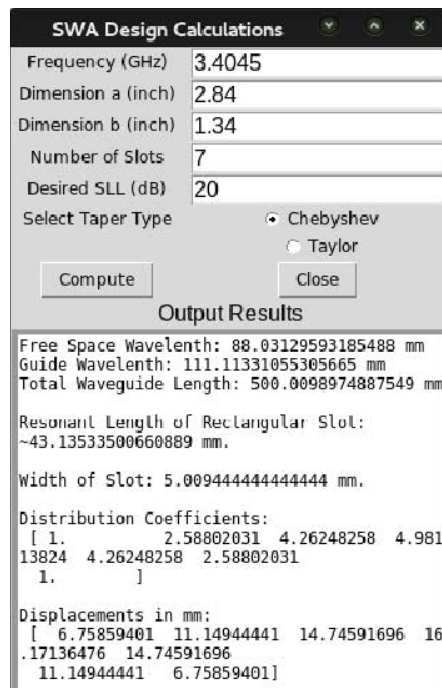 SWA Design Calculations
Frequency (GHz) 3.4045
Dimension a (inch) 2.84
Dimension b (inch) 1.34
Number of Slots 7
Desired SLL (dB) 20
Select Taper Type Chebyshev
Taylor
Compute Close
Output Results
Free Space Wavelenth: 88.03129593185488 mm
Guide Wavelenth: 111.11331055305665 mm
Total Waveguide Length: 500.0098974887549 mm
Resonant Length of Rectangular Slot:
~43.13533500660889 mm.
Width of Slot: 5.009444444444444 mm.
Distribution Coefficients:
[ 1. 2.58802031 4.26248258 4.981
13824 4.26248258 2.58802031
1. ]
Displacements in mm:
[ 6.75859401 11.14944441 14.74591696 16
.17136476 14.74591696
11.14944441 6.75859401]